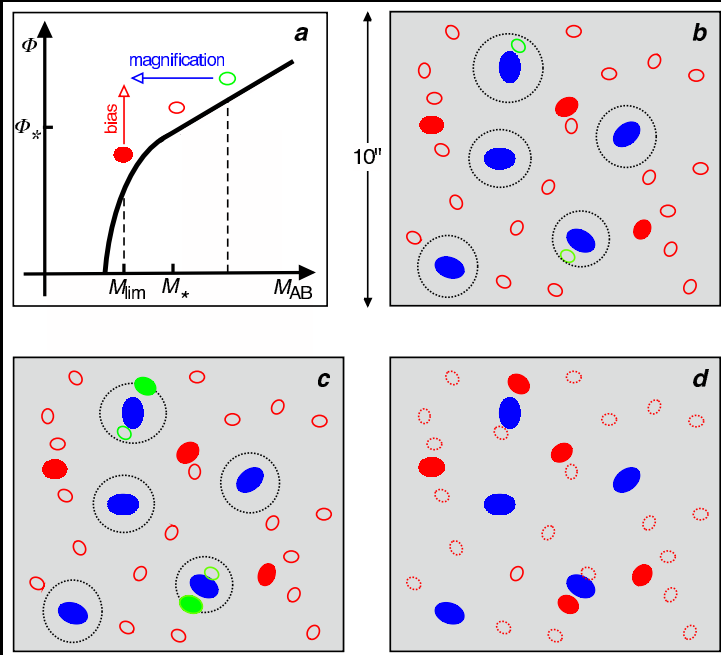 Φ
a
magnification
bias
Φ*
Mlim
M*
MAB
b
10"
c
d